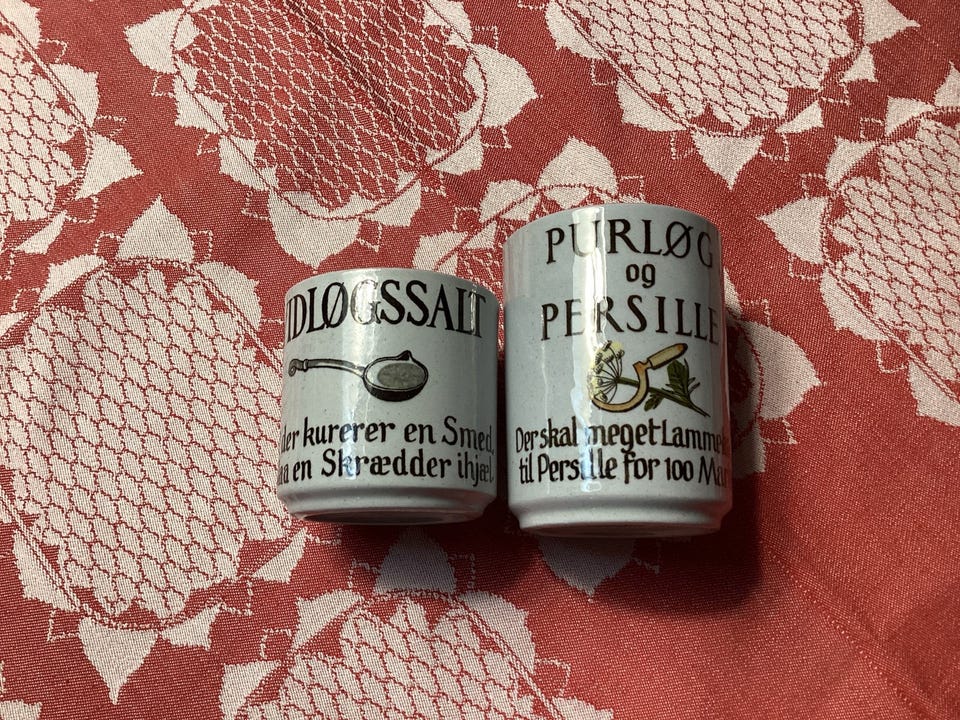 IDLØGSSALT
der kurerer en Smed,
en Skrædder ihjæl.
PURLØG
og
PERSILLE
Der skal meget Lamme
til Persille for 100